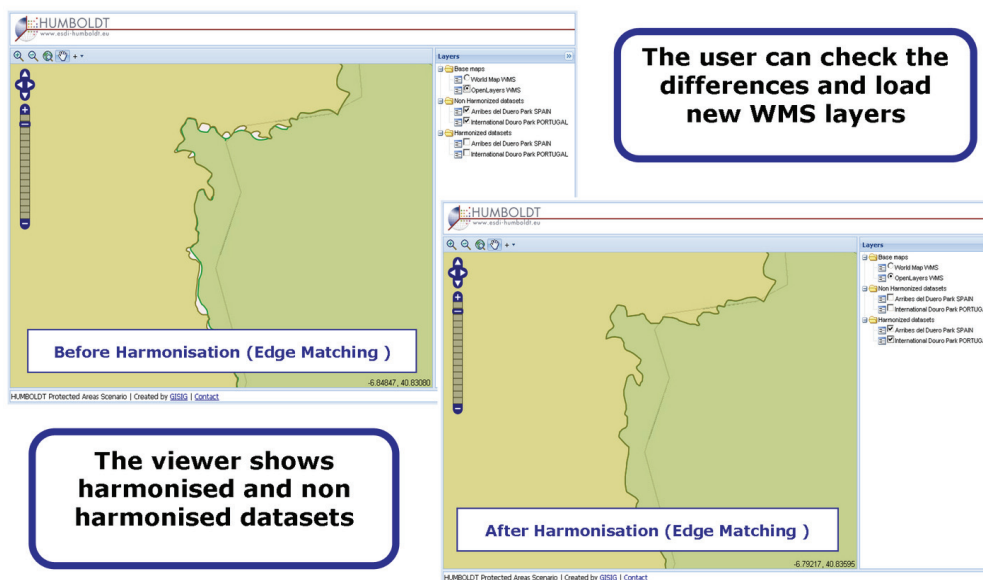 HUMBOLDT
www.esdi-humboldt.eu
Layers
Base maps
World Map WMS
OpenLayers WMS
Non Harmonized datasets
Arribes del Duero Park SPAIN
International Douro Park PORTUGAL
Harmonized datasets
Arribes del Duero Park SPAIN
International Douro Park PORTUGAL
Before Harmonisation (Edge Matching )
-6.84847, 40.83080
HUMBOLDT Protected Areas Scenario | Created by GISIG | Contact
The user can check the
differences and load
new WMS layers
The viewer shows
harmonised and non
harmonised datasets
HUMBOLDT
www.esdi-humboldt.eu
Layers
Base maps
World Map WMS
OpenLayers WMS
Non Harmonized datasets
Arribes del Duero Park SPAIN
International Douro Park PORTUGA
Harmonized datasets
Arribes del Duero Park SPAIN
International Douro Park PORTUGA
After Harmonisation (Edge Matching )
-6.79217, 40.83595
HUMBOLDT Protected Areas Scenario | Created by GISIG | Contact